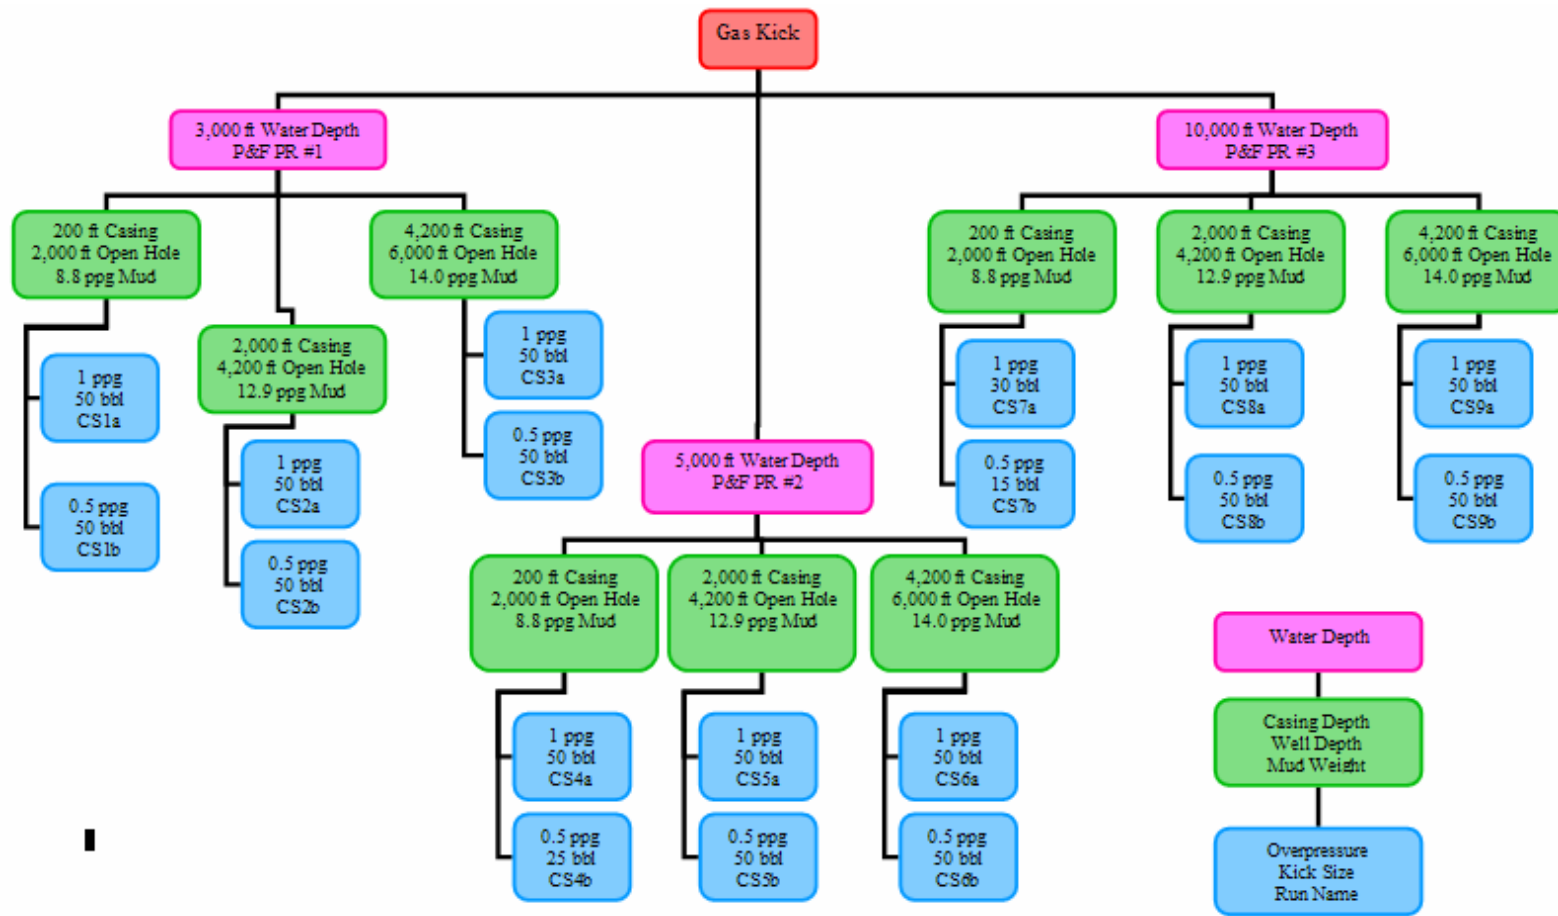 Gas Kick
3,000 ft Water Depth
P&F PR #1
200 ft Casing
2,000 ft Open Hole
8.8 ppg Mud
1 ppg
50 bbl
CS1a
0.5 ppg
50 bbl
CS1b
2,000 ft Casing
4,200 ft Open Hole
12.9 ppg Mud
1 ppg
50 bbl
CS2a
0.5 ppg
50 bbl
CS2b
4,200 ft Casing
6,000 ft Open Hole
14.0 ppg Mud
1 ppg
50 bbl
CS3a
0.5 ppg
50 bbl
CS3b
5,000 ft Water Depth
P&F PR #2
200 ft Casing
2,000 ft Open Hole
8.8 ppg Mud
1 ppg
50 bbl
CS4a
0.5 ppg
25 bbl
CS4b
2,000 ft Casing
4,200 ft Open Hole
12.9 ppg Mud
1 ppg
50 bbl
CS5a
0.5 ppg
50 bbl
CS5b
4,200 ft Casing
6,000 ft Open Hole
14.0 ppg Mud
1 ppg
50 bbl
CS6a
0.5 ppg
50 bbl
CS6b
10,000 ft Water Depth
P&F PR #3
200 ft Casing
2,000 ft Open Hole
8.8 ppg Mud
1 ppg
30 bbl
CS7a
0.5 ppg
15 bbl
CS7b
2,000 ft Casing
4,200 ft Open Hole
12.9 ppg Mud
1 ppg
50 bbl
CS8a
0.5 ppg
50 bbl
CS8b
4,200 ft Casing
6,000 ft Open Hole
14.0 ppg Mud
1 ppg
50 bbl
CS9a
0.5 ppg
50 bbl
CS9b
Water Depth
Casing Depth
Well Depth
Mud Weight
Overpressure
Kick Size
Run Name